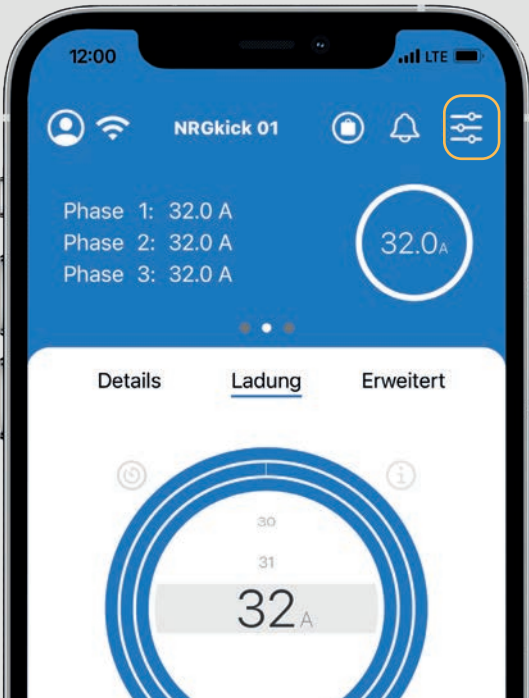 12:00 LTE
NRGkick 01
Phase 1: 32.0 A
Phase 2: 32.0 A
Phase 3: 32.0 A
32.0A
Details Ladung Erweitert
30
31
32 A